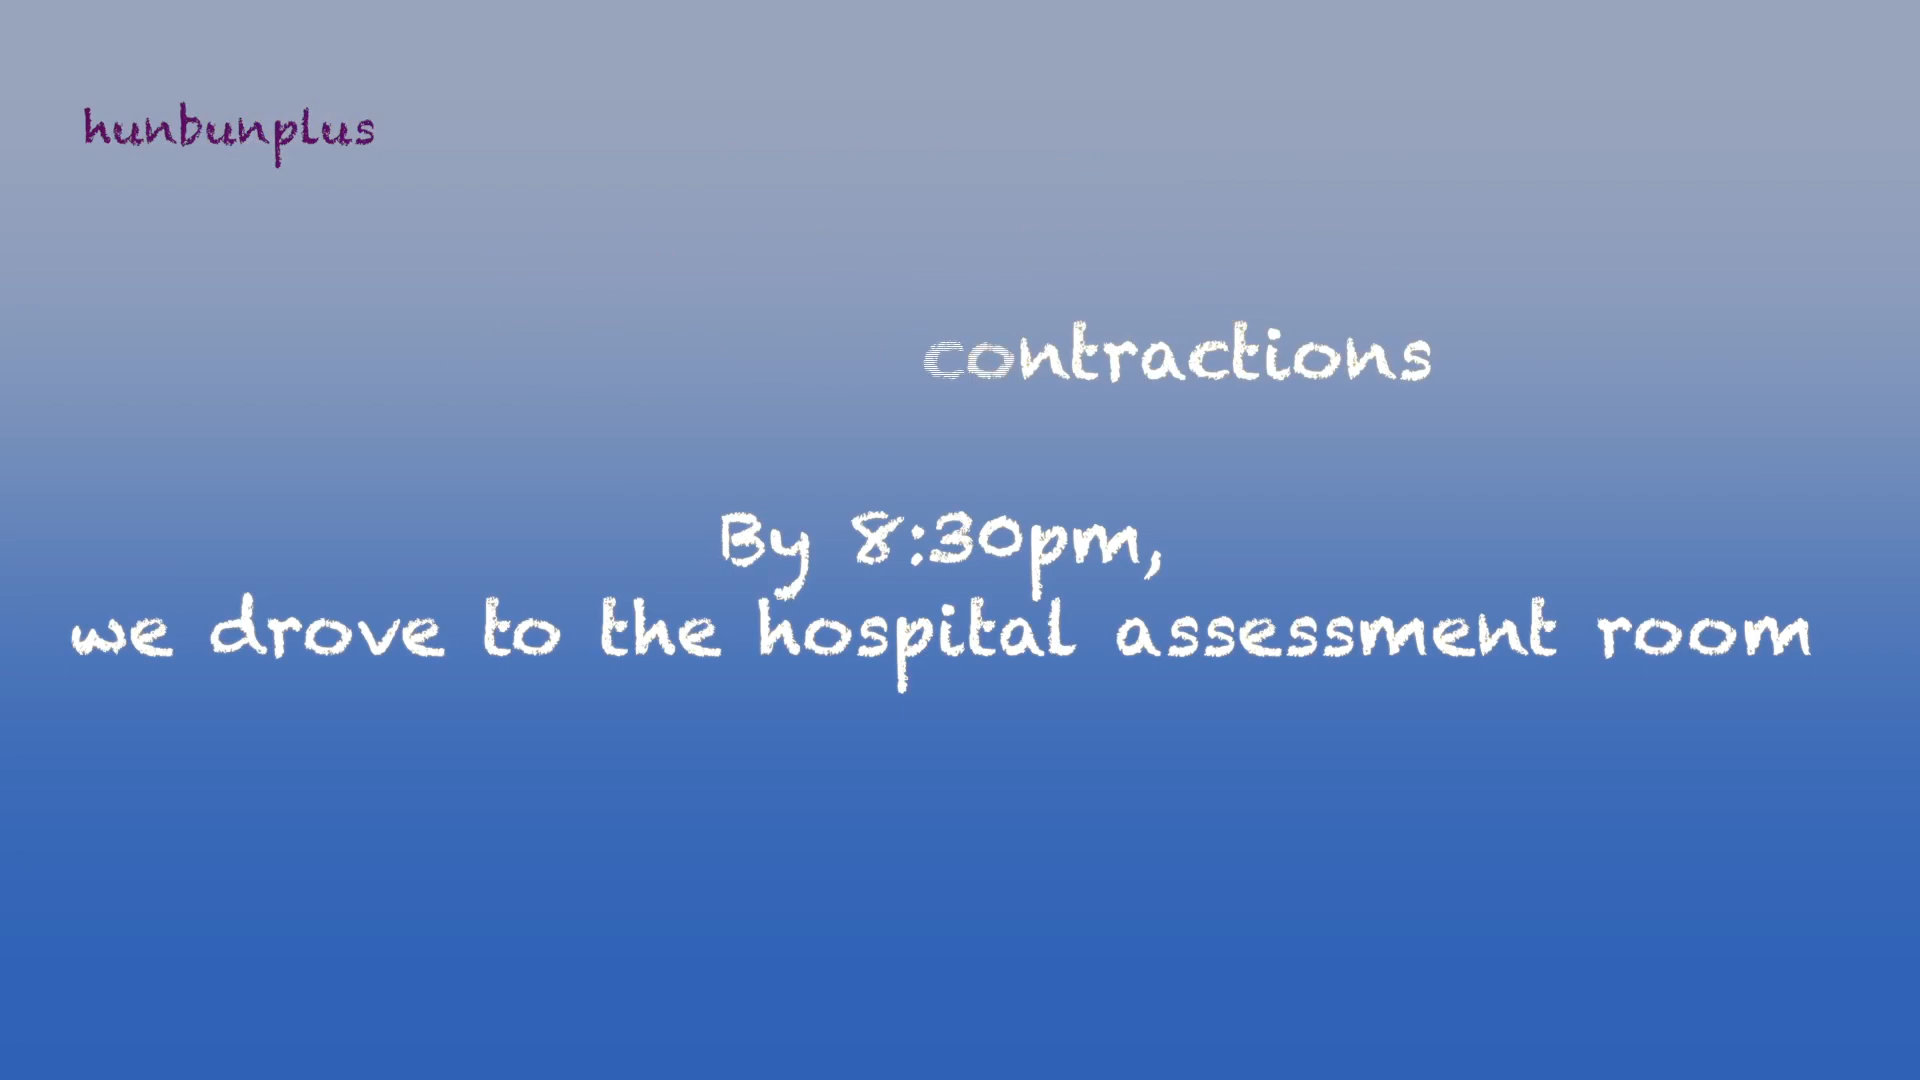 hunbunplus
contractions
By 8:30pm,
we drove to the hospital assessment room